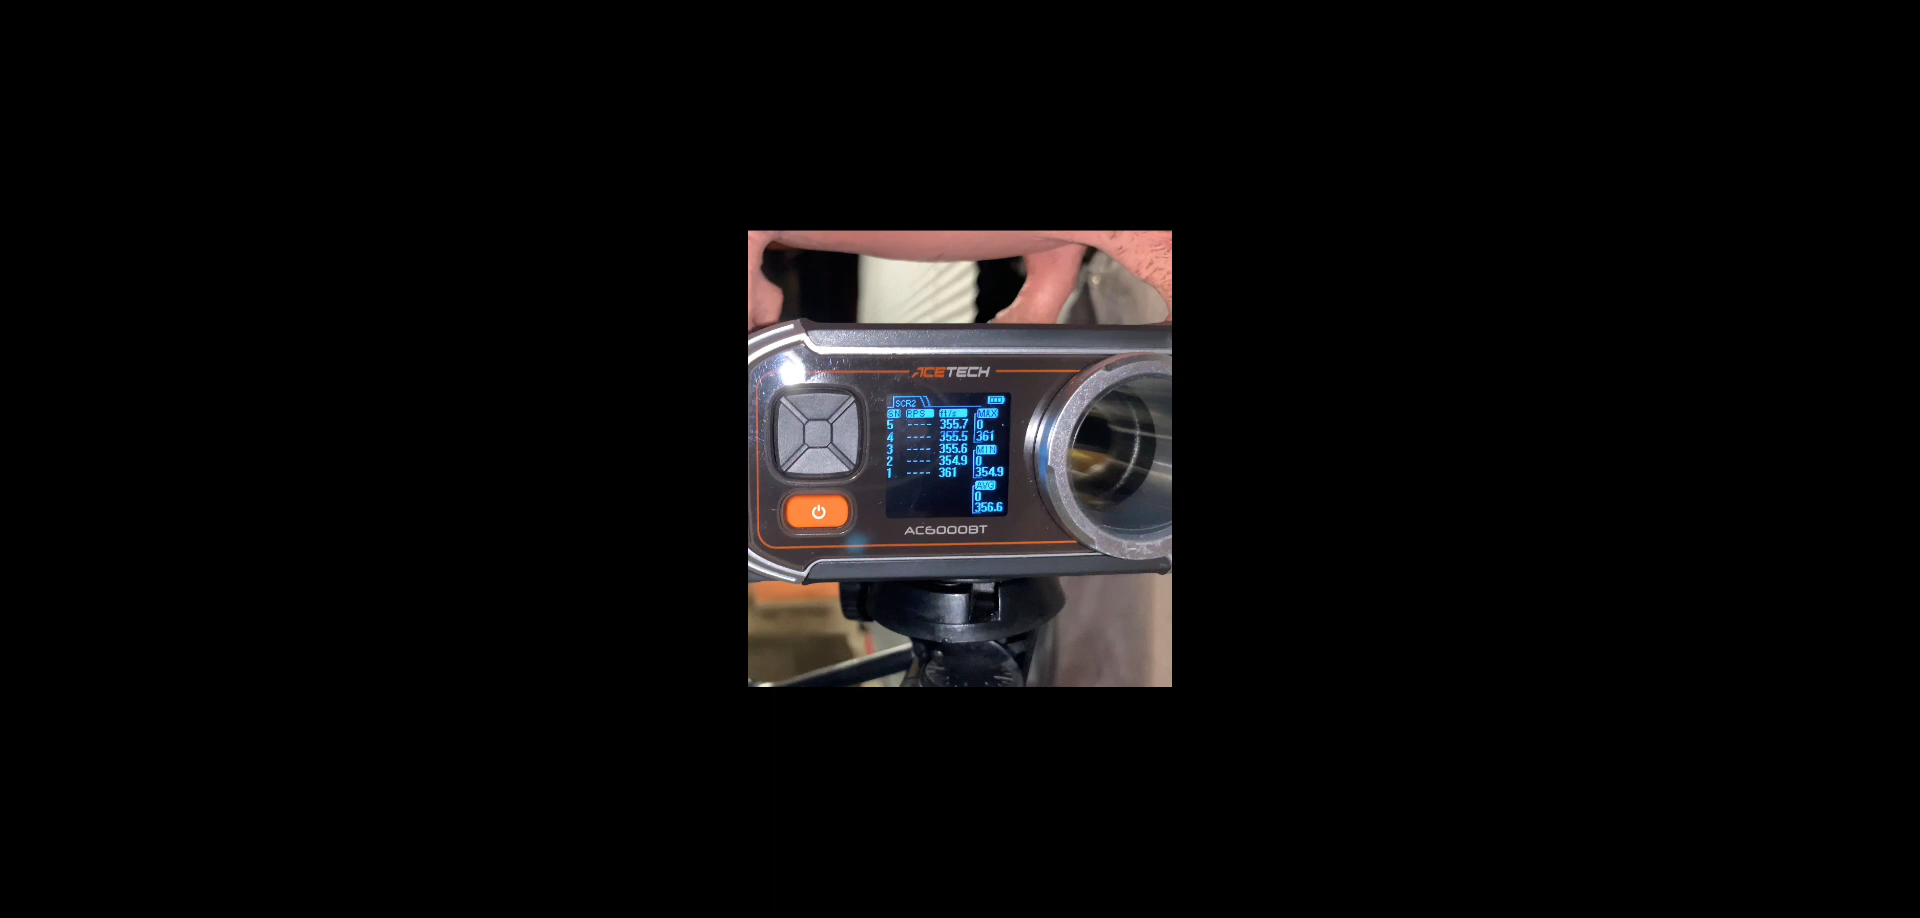 ACETECH
SCR2
SN RPS ft/s MAX
5 ---- 355.7 0
4 ---- 355.5 361
3 ---- 355.6 MIN
2 ---- 354.9 0
1 ---- 361 354.9
AVG
0
356.6
AC6000BT